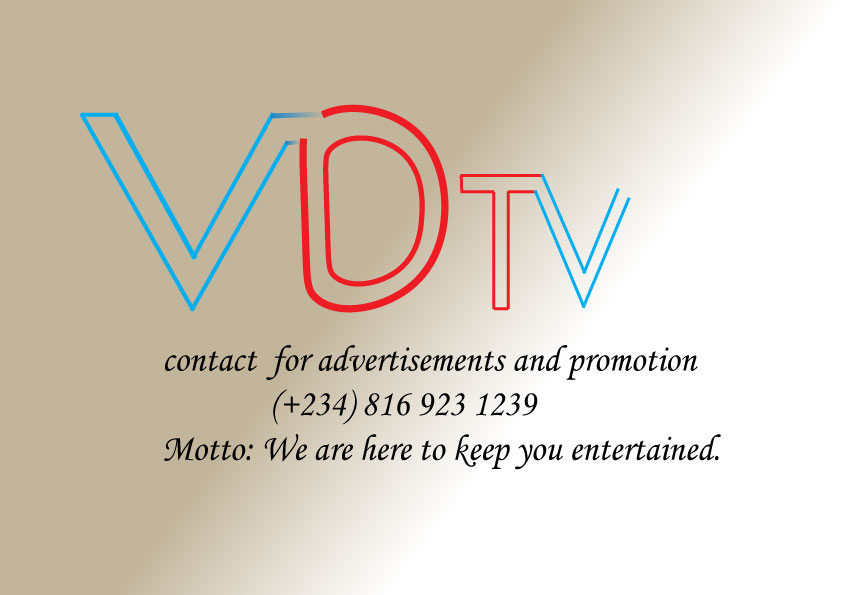 VDTV
contact for advertisements and promotion
(+234) 816 923 1239
Motto: We are here to keep you entertained.